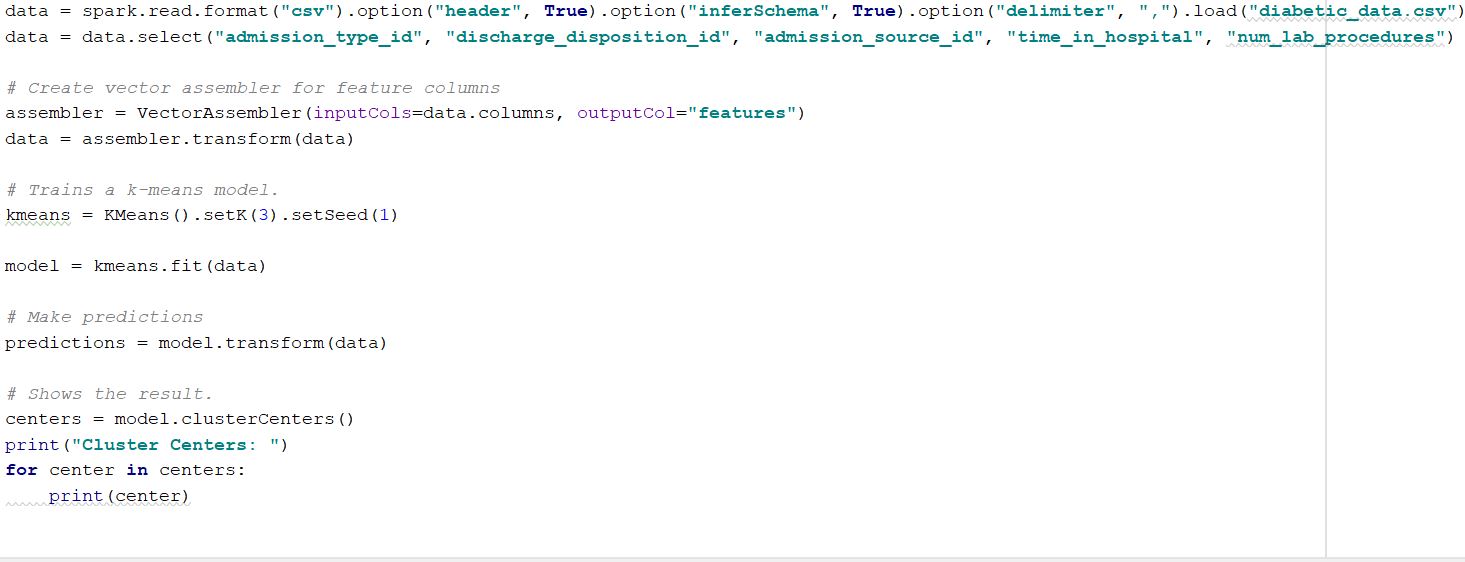 data = spark.read.format("csv").option("header", True).option("inferSchema", True).option("delimiter", ",").load("diabetic_data.csv")
data = data.select("admission_type_id", "discharge_disposition_id", "admission_source_id", "time_in_hospital", "num_lab_procedures")
# Create vector assembler for feature columns
assembler = VectorAssembler(inputCols=data.columns, outputCol="features")
data = assembler.transform(data)
# Trains a k-means model.
kmeans = KMeans().setK(3).setSeed(1)
model = kmeans.fit(data)
# Make predictions
predictions = model.transform(data)
# Shows the result.
centers = model.clusterCenters()
print("Cluster Centers: ")
for center in centers:
    print(center)